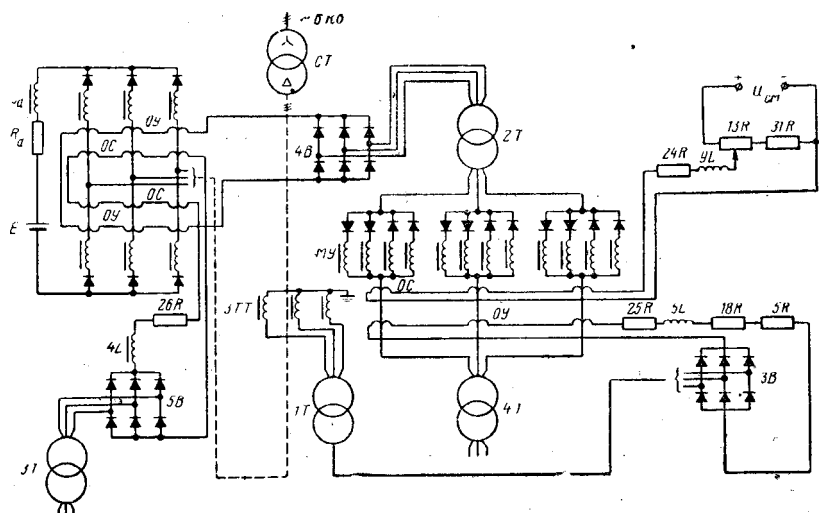 ~ 6 кв
СТ
+ -
Uсм
ОУ
Rа
ОС
4В
2Т
13R
31R
24R
УL
ОС
ОУ
E
МУ
ОС
26R
3ТТ
ОУ
25R
5L
18R
5R
4L
5В
1Т
4Т
3В
3Т